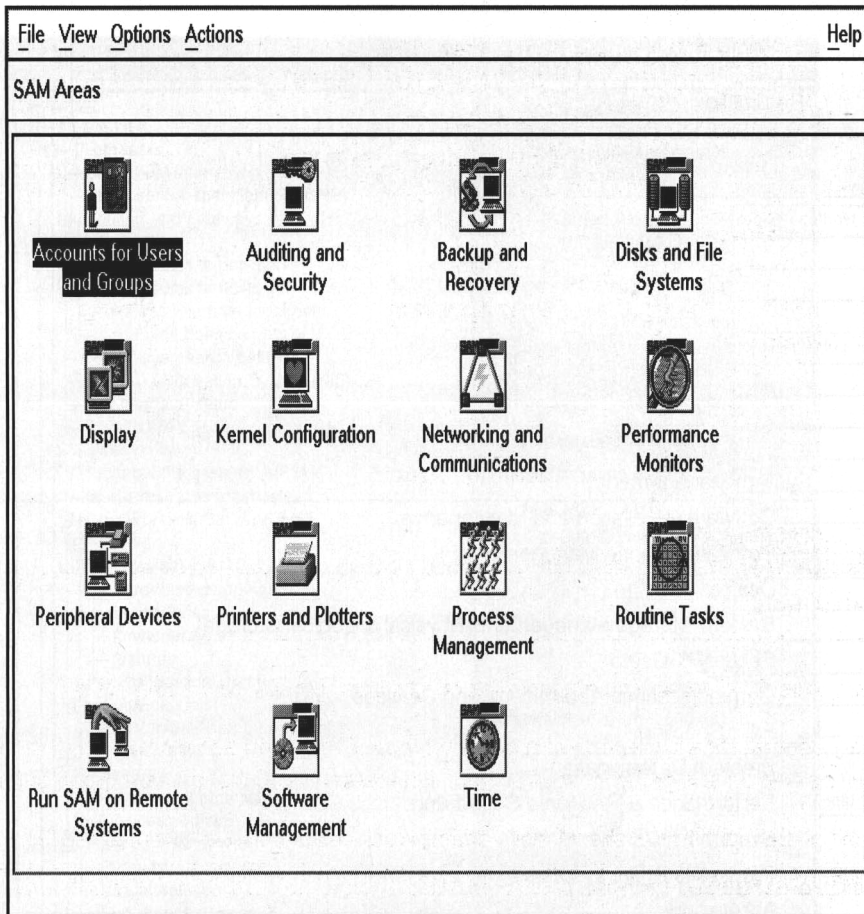 File View Options Actions Help
SAM Areas
Accounts for Users
and Groups
Auditing and
Security
Backup and
Recovery
Disks and File
Systems
Display
Kernel Configuration
Networking and
Communications
Performance
Monitors
Peripheral Devices
Printers and Plotters
Process
Management
Routine Tasks
Run SAM on Remote
Systems
Software
Management
Time